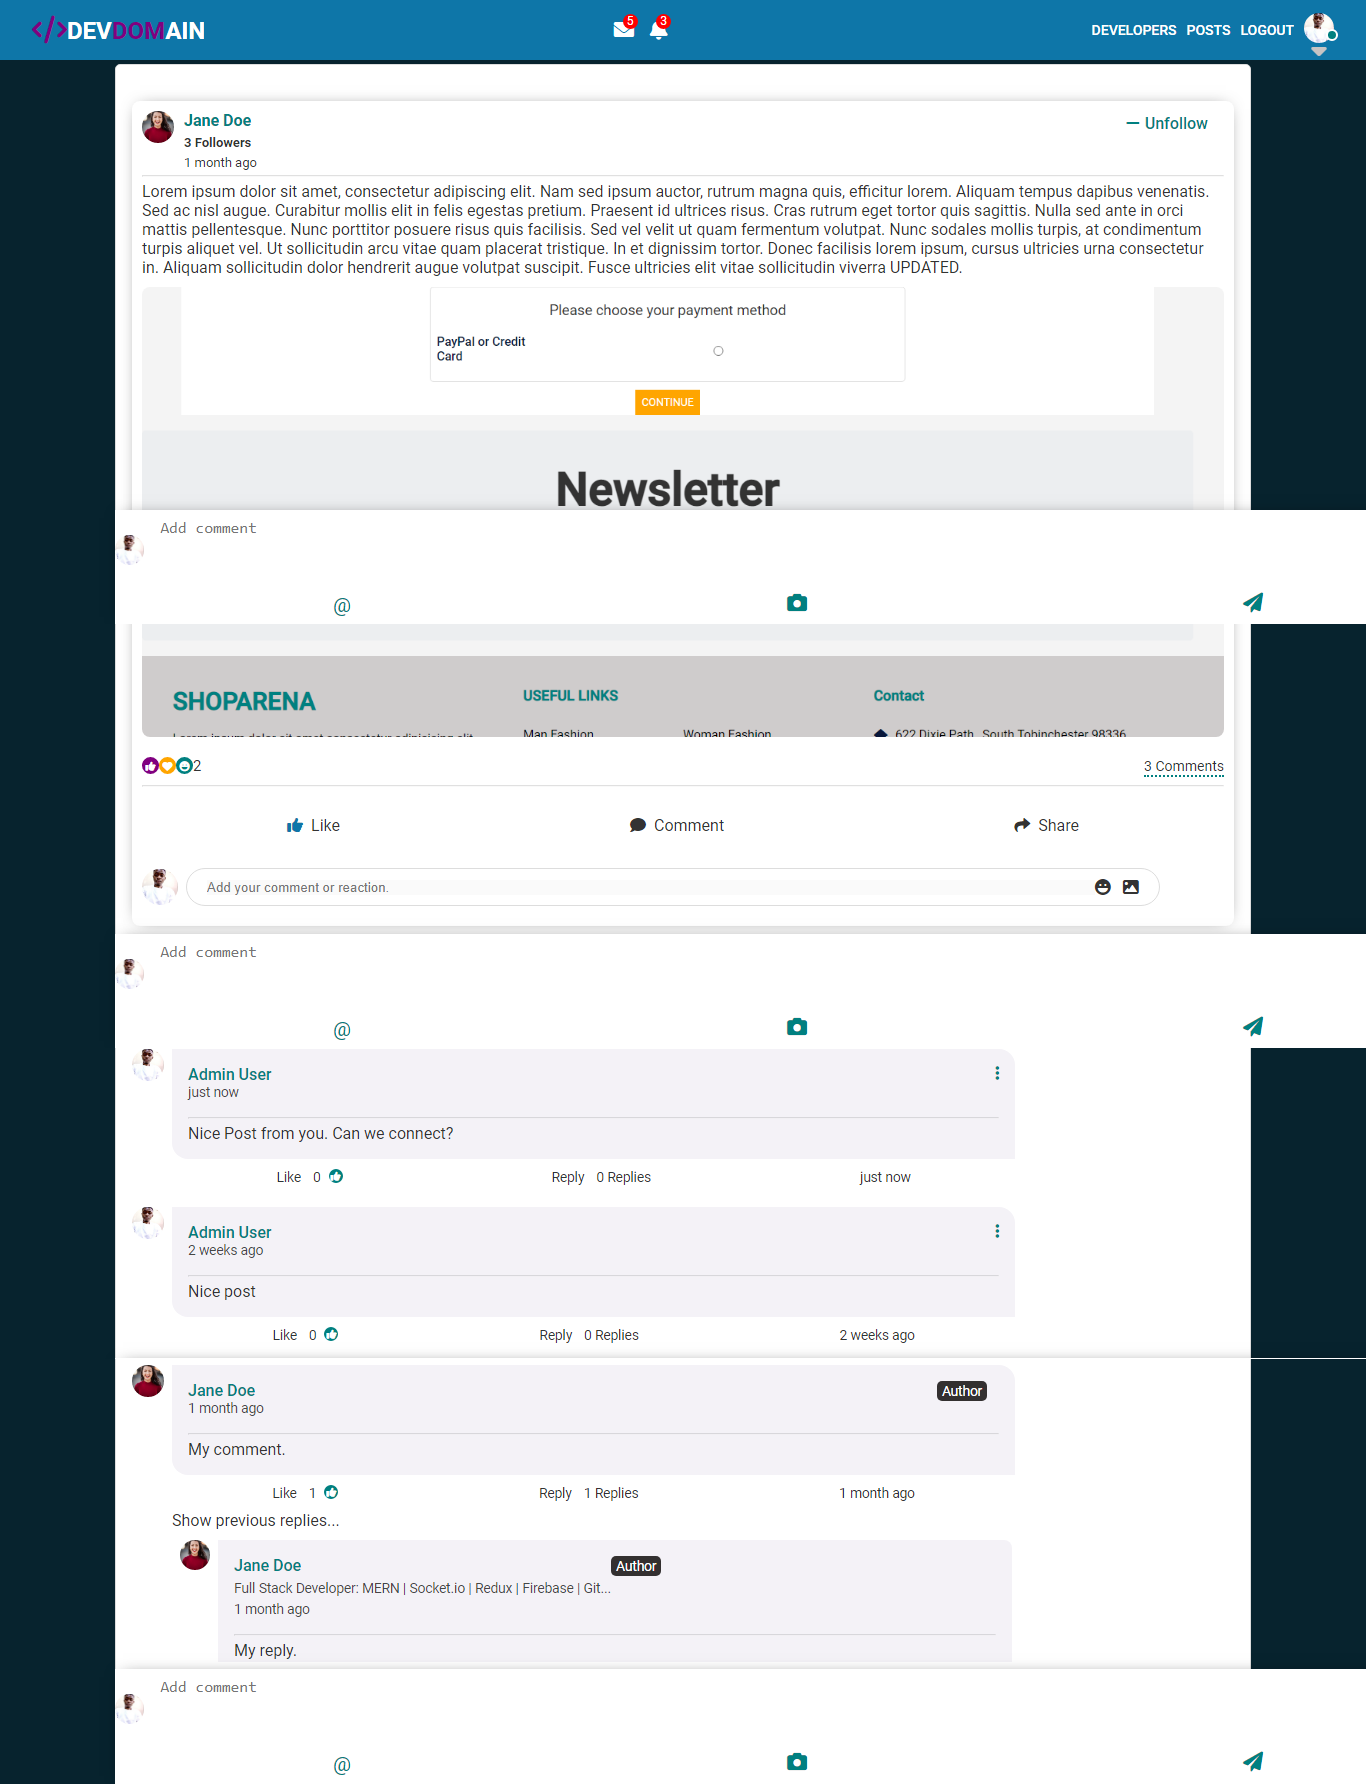 </>DEVDOMAIN
5
3
DEVELOPERS POSTS LOGOUT
Jane Doe
3 Followers
1 month ago
Unfollow
Lorem ipsum dolor sit amet, consectetur adipiscing elit. Nam sed ipsum auctor, rutrum magna quis, efficitur lorem. Aliquam tempus dapibus venenatis.
Sed ac nisl augue. Curabitur mollis elit in felis egestas pretium. Praesent id ultrices risus. Cras rutrum eget tortor quis sagittis. Nulla sed ante in orci
mattis pellentesque. Nunc porttitor posuere risus quis facilisis. Sed vel velit ut quam fermentum volutpat. Nunc sodales mollis turpis, at condimentum
turpis aliquet vel. Ut sollicitudin arcu vitae quam placerat tristique. In et dignissim tortor. Donec facilisis lorem ipsum, cursus ultricies urna consectetur
in. Aliquam sollicitudin dolor hendrerit augue volutpat suscipit. Fusce ultricies elit vitae sollicitudin viverra UPDATED.
Please choose your payment method
PayPal or Credit
Card
CONTINUE
Newsletter
Add comment
@
SHOPARENA
USEFUL LINKS
Contact
Lorem ipsum dolor sit amet consectetur adipisicing elit.
Man Fashion
Woman Fashion
622 Dixie Path, South Tobinchester 98336
2
3 Comments
Like
Comment
Share
Add your comment or reaction.
Add comment
@
Admin User
just now
Nice Post from you. Can we connect?
Like 0
Reply 0 Replies
just now
Admin User
2 weeks ago
Nice post
Like 0
Reply 0 Replies
2 weeks ago
Jane Doe
Author
1 month ago
My comment.
Like 1
Reply 1 Replies
1 month ago
Show previous replies...
Jane Doe
Author
Full Stack Developer: MERN | Socket.io | Redux | Firebase | Git...
1 month ago
My reply.
Add comment
@